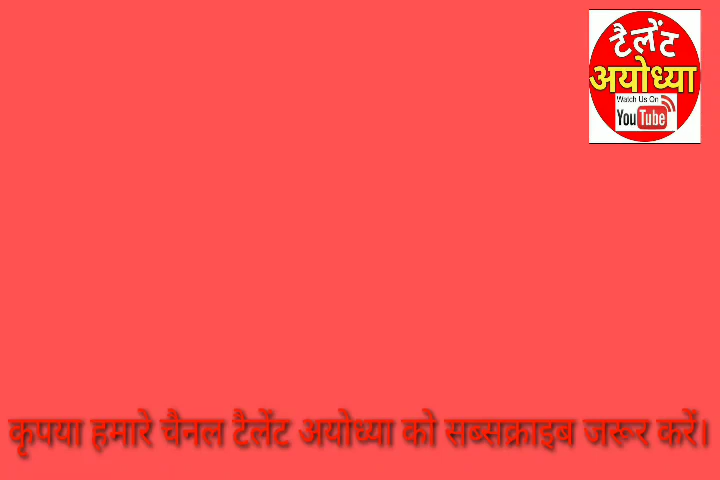 टैलेंट
अयोध्या
Watch Us On
YouTube
कृपया हमारे चैनल टैलेंट अयोध्या को सब्सक्राइब जरूर करें।